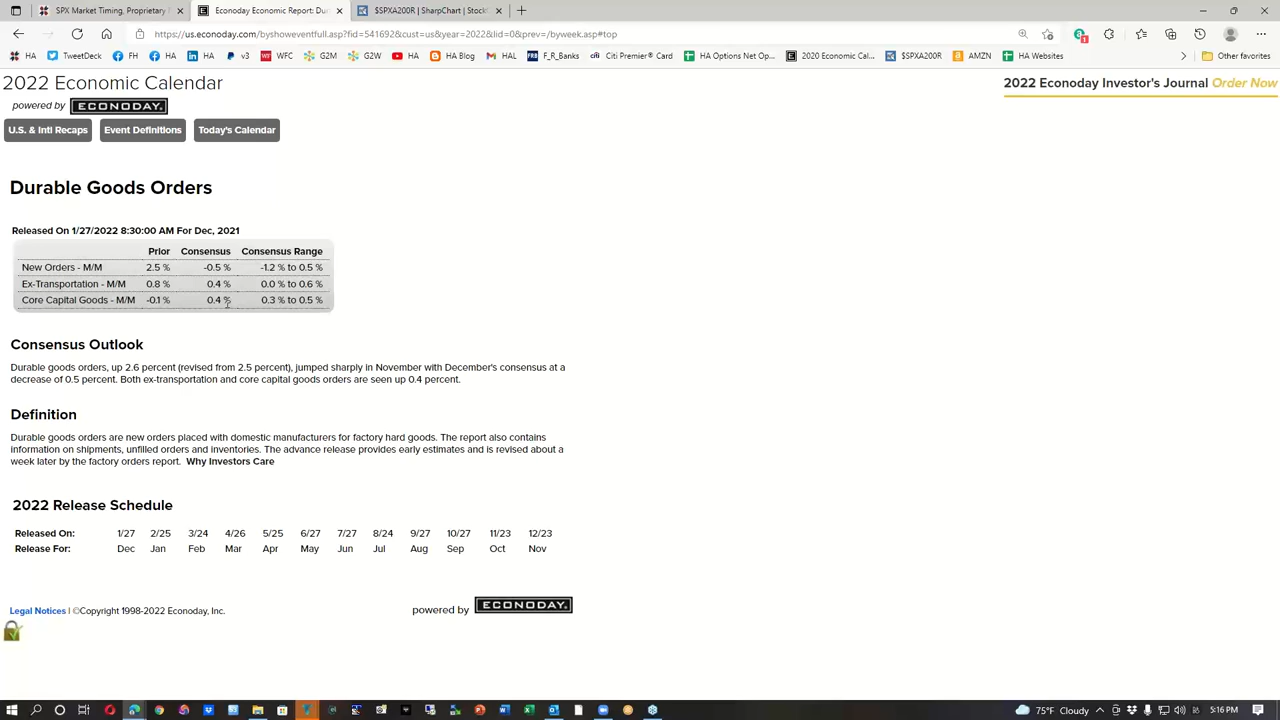 SPX Market Timing, Proprietary F
Econoday Economic Report: Dur
$SPXA200R | SharpChart | Stock
https://us.econoday.com/byshoweventfull.asp?fid=541692&cust=us&year=2022&lid=0&prev=/byweek.asp#top
HA TweetDeck FH HA HA v3 WFC G2M G2W HA HA Blog HAL F_R_Banks Citi Premier® Card HA Options Net Op... 2020 Economic Cal... $SPXA200R AMZN HA Websites Other favorites
2022 Economic Calendar
2022 Econoday Investor's Journal Order Now
powered by ECONODAY.
U.S. & Intl Recaps Event Definitions Today's Calendar
Durable Goods Orders
Released On 1/27/2022 8:30:00 AM For Dec, 2021
Prior Consensus Consensus Range
New Orders - M/M 2.5 % -0.5 % -1.2 % to 0.5 %
Ex-Transportation - M/M 0.8 % 0.4 % 0.0 % to 0.6 %
Core Capital Goods - M/M -0.1 % 0.4 % 0.3 % to 0.5 %
Consensus Outlook
Durable goods orders, up 2.6 percent (revised from 2.5 percent), jumped sharply in November with December's consensus at a
decrease of 0.5 percent. Both ex-transportation and core capital goods orders are seen up 0.4 percent.
Definition
Durable goods orders are new orders placed with domestic manufacturers for factory hard goods. The report also contains
information on shipments, unfilled orders and inventories. The advance release provides early estimates and is revised about a
week later by the factory orders report. Why Investors Care
2022 Release Schedule
Released On: 1/27 2/25 3/24 4/26 5/25 6/27 7/27 8/24 9/27 10/27 11/23 12/23
Release For: Dec Jan Feb Mar Apr May Jun Jul Aug Sep Oct Nov
Legal Notices | ©Copyright 1998-2022 Econoday, Inc.
powered by ECONODAY.
75°F Cloudy 5:16 PM